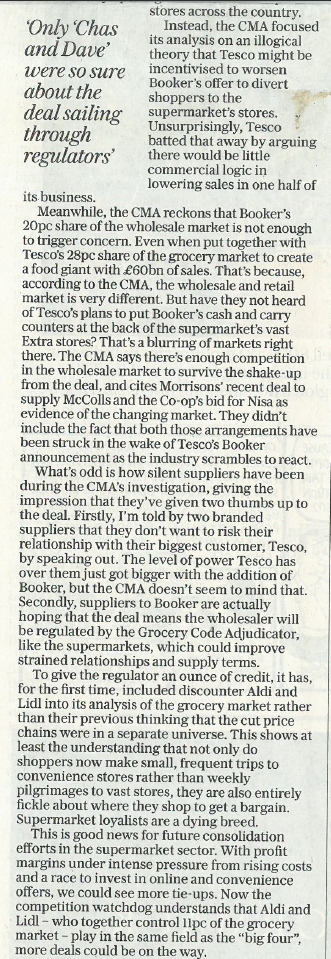 stores across the country.
'Only 'Chas
and Dave'
were so sure
about the
deal sailing
through
regulators'
Instead, the CMA focused
its analysis on an illogical
theory that Tesco might be
incentivised to worsen
Booker's offer to divert
shoppers to the
supermarket's stores.
Unsurprisingly, Tesco
batted that away by arguing
there would be little
commercial logic in
lowering sales in one half of
its business.
Meanwhile, the CMA reckons that Booker's
20pc share of the wholesale market is not enough
to trigger concern. Even when put together with
Tesco's 28pc share of the grocery market to create
a food giant with £60bn of sales. That's because,
according to the CMA, the wholesale and retail
market is very different. But have they not heard
of Tesco's plans to put Booker's cash and carry
counters at the back of the supermarket's vast
Extra stores? That's a blurring of markets right
there. The CMA says there's enough competition
in the wholesale market to survive the shake-up
from the deal, and cites Morrisons' recent deal to
supply McColls and the Co-op's bid for Nisa as
evidence of the changing market. They didn't
include the fact that both those arrangements have
been struck in the wake of Tesco's Booker
announcement as the industry scrambles to react.
What's odd is how silent suppliers have been
during the CMA's investigation, giving the
impression that they've given two thumbs up to
the deal. Firstly, I'm told by two branded
suppliers that they don't want to risk their
relationship with their biggest customer, Tesco,
by speaking out. The level of power Tesco has
over them just got bigger with the addition of
Booker, but the CMA doesn't seem to mind that.
Secondly, suppliers to Booker are actually
hoping that the deal means the wholesaler will
be regulated by the Grocery Code Adjudicator,
like the supermarkets, which could improve
strained relationships and supply terms.
To give the regulator an ounce of credit, it has,
for the first time, included discounter Aldi and
Lidl into its analysis of the grocery market rather
than their previous thinking that the cut price
chains were in a separate universe. This shows at
least the understanding that not only do
shoppers now make small, frequent trips to
convenience stores rather than weekly
pilgrimages to vast stores, they are also entirely
fickle about where they shop to get a bargain.
Supermarket loyalists are a dying breed.
This is good news for future consolidation
efforts in the supermarket sector. With profit
margins under intense pressure from rising costs
and a race to invest in online and convenience
offers, we could see more tie-ups. Now the
competition watchdog understands that Aldi and
Lidl – who together control 11pc of the grocery
market – play in the same field as the "big four",
more deals could be on the way.